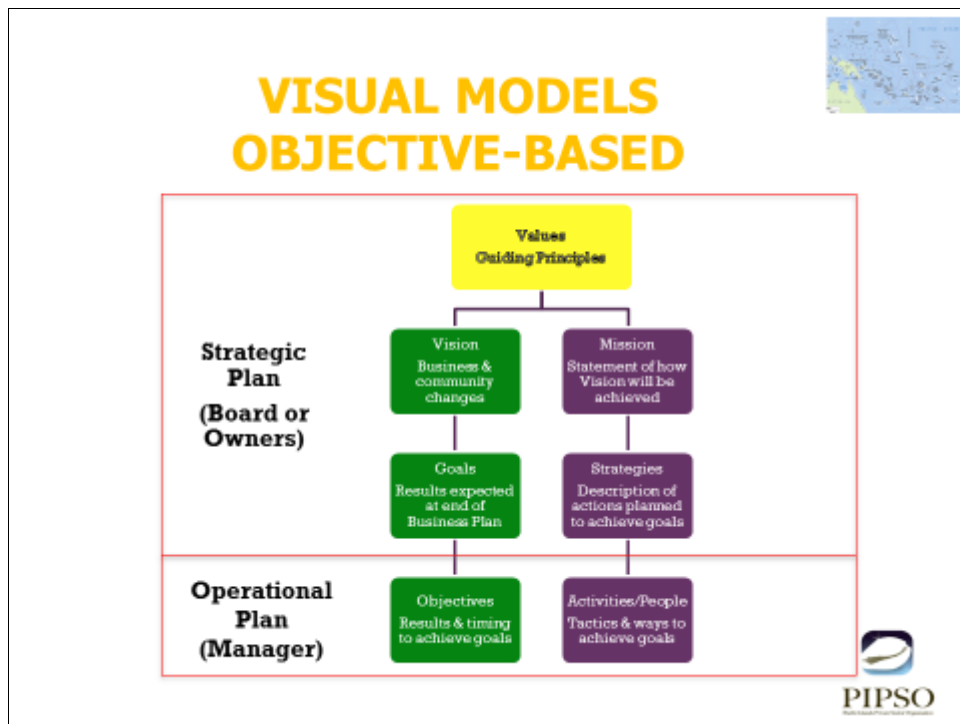 VISUAL MODELS
OBJECTIVE-BASED
Values
Guiding Principles
Strategic
Plan
(Board or
Owners)
Vision
Business &
community
changes
Mission
Statement of how
Vision will be
achieved
Goals
Results expected
at end of
Business Plan
Strategies
Description of
actions planned
to achieve goals
Operational
Plan
(Manager)
Objectives
Results & timing
to achieve goals
Activities/People
Tactics & ways to
achieve goals
PIPSO